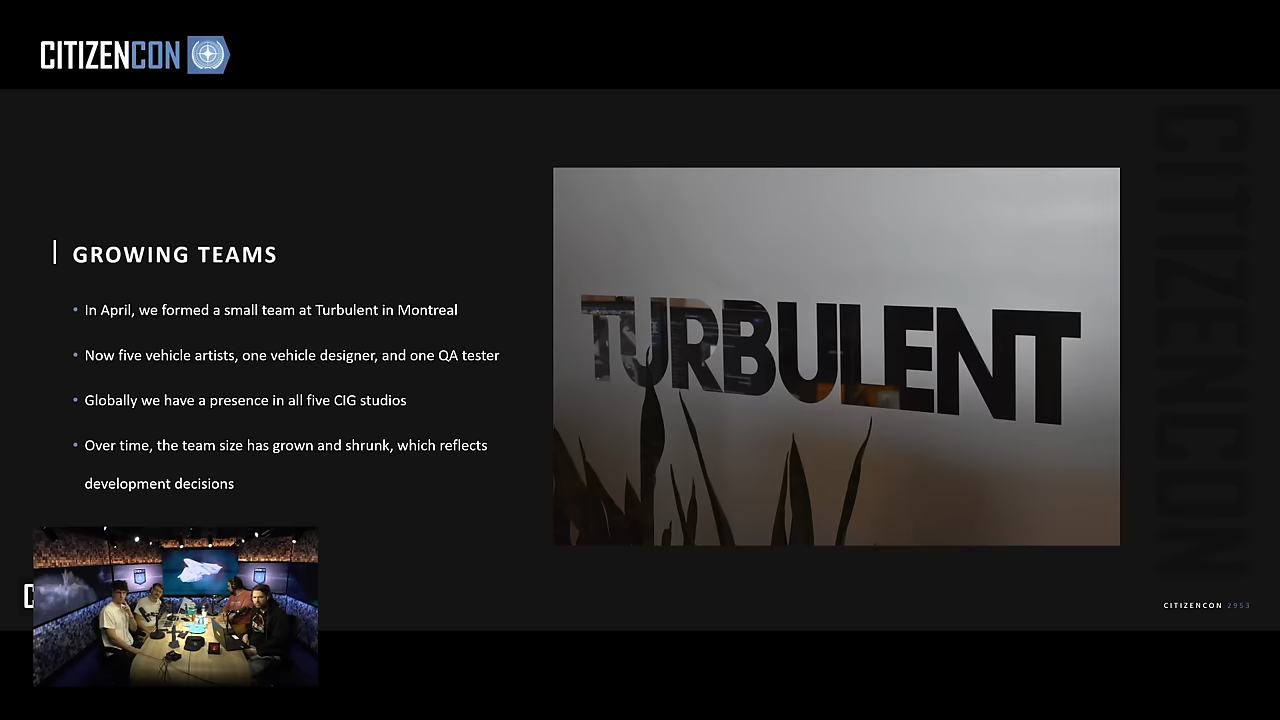 CITIZENCON
GROWING TEAMS
• In April, we formed a small team at Turbulent in Montreal
• Now five vehicle artists, one vehicle designer, and one QA tester
• Globally we have a presence in all five CIG studios
• Over time, the team size has grown and shrunk, which reflects
development decisions
TURBULENT
CITIZENCON
CITIZENCON 2953